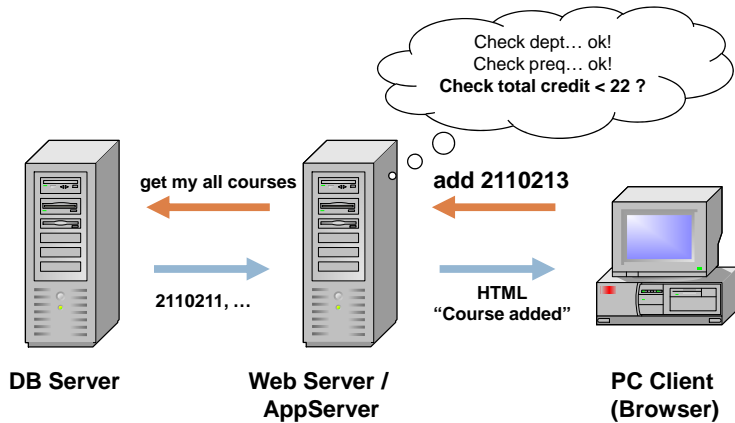 Check dept… ok!
Check preq… ok!
Check total credit < 22 ?
get my all courses
add 2110213
2110211, …
HTML
“Course added”
DB Server
Web Server /
AppServer
PC Client
(Browser)